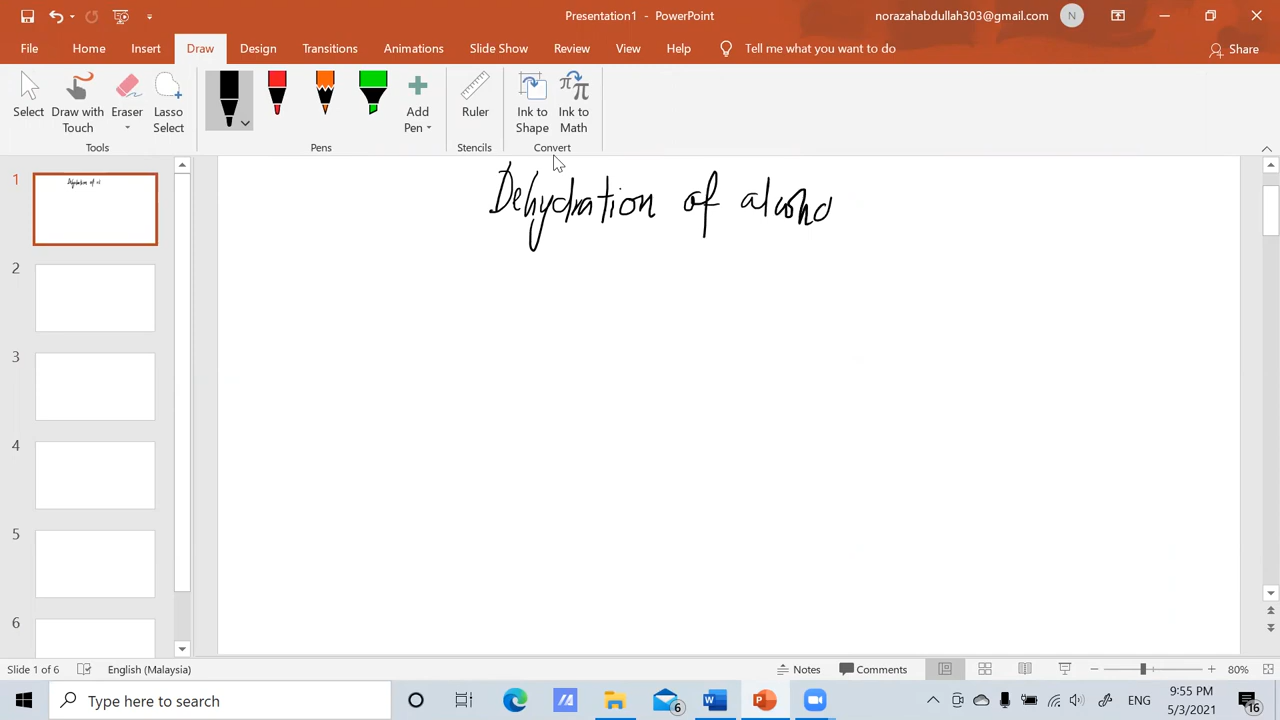 Presentation1 - PowerPoint
norazahabdullah303@gmail.com
N
File
Home
Insert
Draw
Design
Transitions
Animations
Slide Show
Review
View
Help
Tell me what you want to do
Share
Select
Draw with Touch
Eraser
Lasso Select
Add Pen
Ruler
Ink to Shape
Ink to Math
Tools
Pens
Stencils
Convert
1
2
3
4
5
6
Dehydration of alcoho
Slide 1 of 6
English (Malaysia)
Notes
Comments
80%
Type here to search
6
ENG
9:55 PM
5/3/2021
16